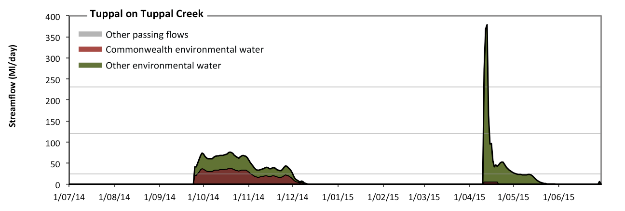 Tuppal on Tuppal Creek
Streamflow (Ml/day)
400
350
300
250
200
150
100
50
0
Other passing flows
Commonwealth environmental water
Other environmental water
1/07/14 1/08/14 1/09/14 1/10/14 1/11/14 1/12/14 1/01/15 1/02/15 1/03/15 1/04/15 1/05/15 1/06/15